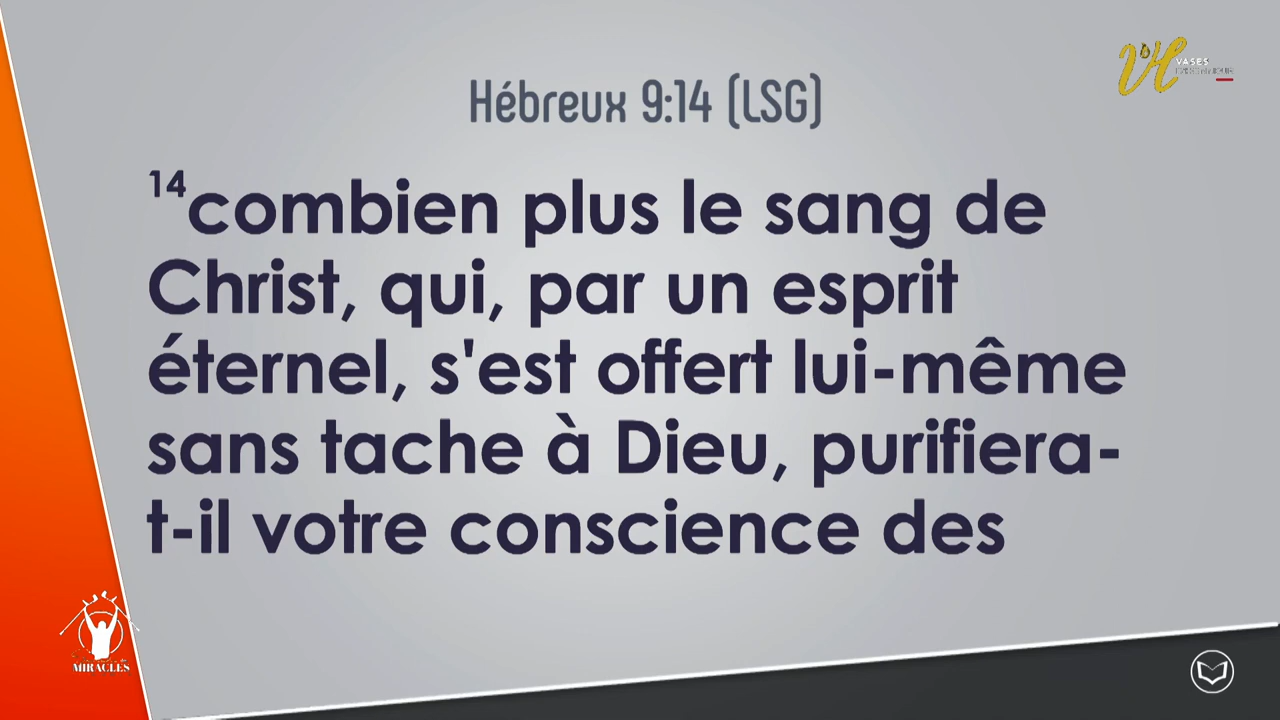 Hébreux 9:14 (LSG)
VASES
14combien plus le sang de
Christ, qui, par un esprit
éternel, s'est offert lui-même
sans tache à Dieu, purifiera-
t-il votre conscience des
MIRACLES